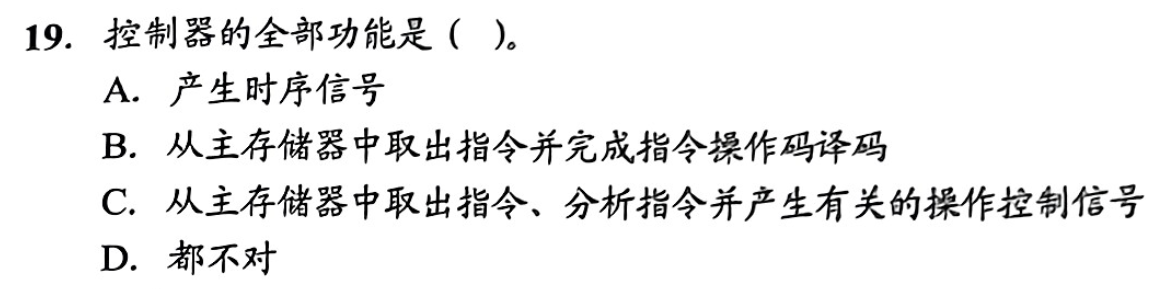 19. 控制器的全部功能是 ( )。
A. 产生时序信号
B. 从主存储器中取出指令并完成指令操作码译码
C. 从主存储器中取出指令、分析指令并产生有关的操作控制信号
D. 都不对